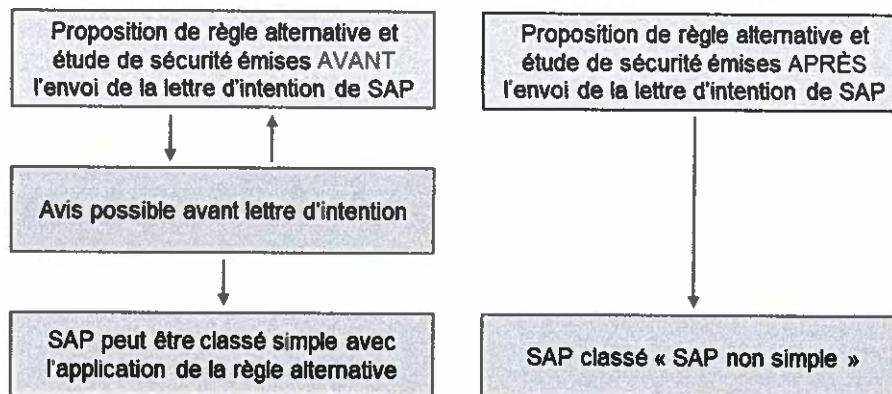 Proposition de règle alternative et
étude de sécurité émises AVANT
l'envoi de la lettre d'intention de SAP
Avis possible avant lettre d'intention
SAP peut être classé simple avec
l'application de la règle alternative
Proposition de règle alternative et
étude de sécurité émises APRÈS
l'envoi de la lettre d'intention de SAP
SAP classé « SAP non simple »